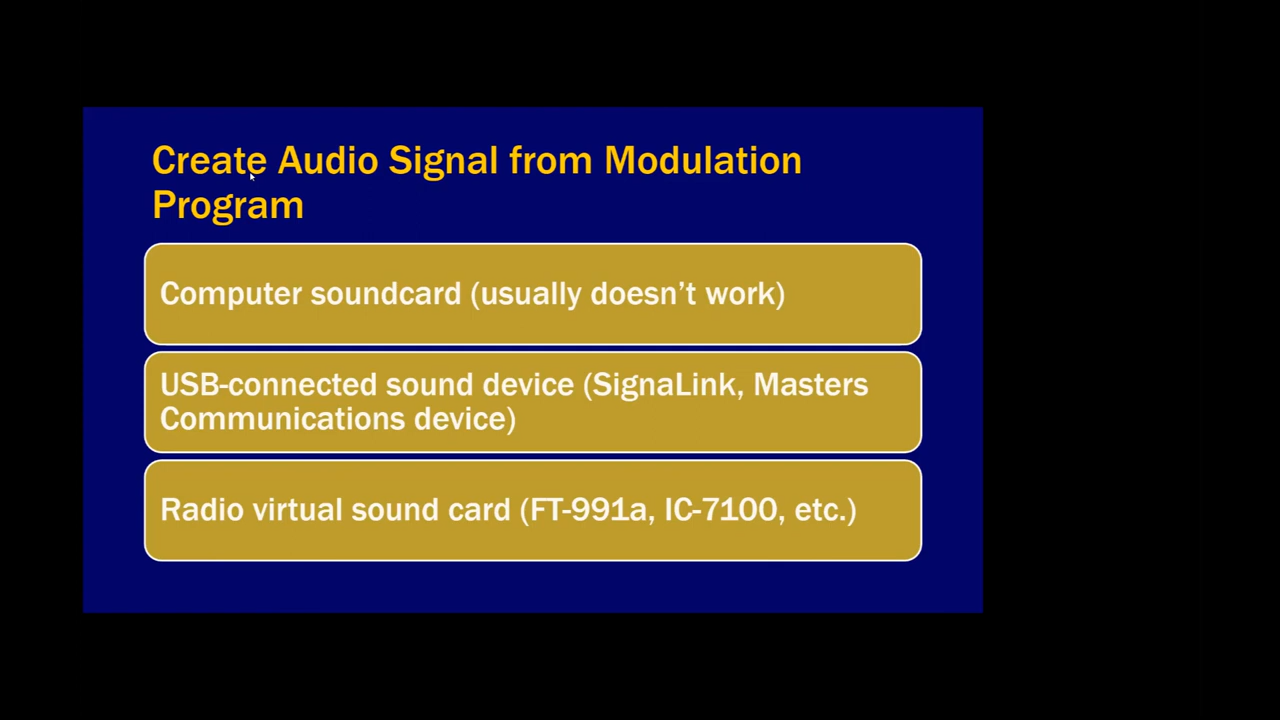 Create Audio Signal from Modulation
Program
Computer soundcard (usually doesn’t work)
USB-connected sound device (SignaLink, Masters
Communications device)
Radio virtual sound card (FT-991a, IC-7100, etc.)